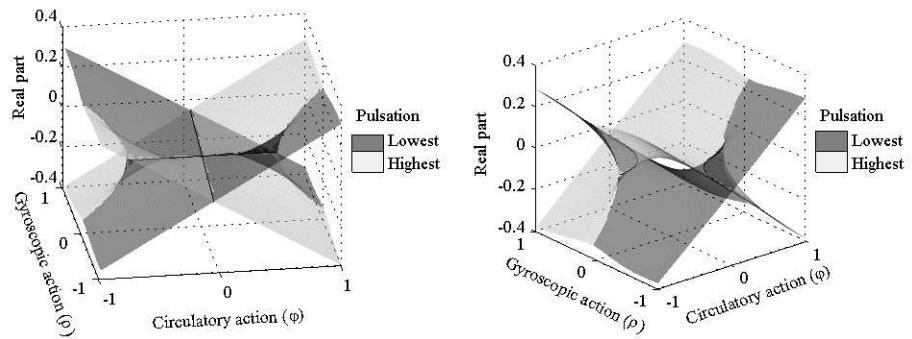 0.4
0.2
0
-0.2
-0.4
Real part
1
0
-1
Gyroscopic action (ρ)
-1
0
1
Circulatory action (φ)
Pulsation
Lowest
Highest
0.4
0.2
0
-0.2
-0.4
Real part
1
0
-1
Gyroscopic action (ρ)
-1
0
1
Circulatory action (φ)
Pulsation
Lowest
Highest